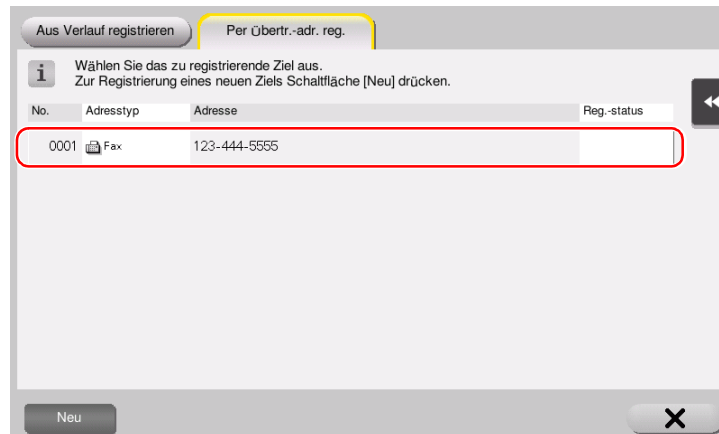 Aus Verlauf registrieren
Per übertr.-adr. reg.
i
Wählen Sie das zu registrierende Ziel aus.
Zur Registrierung eines neuen Ziels Schaltfläche [Neu] drücken.
No. Adresstyp Adresse Reg.-status
0001 Fax 123-444-5555
Neu